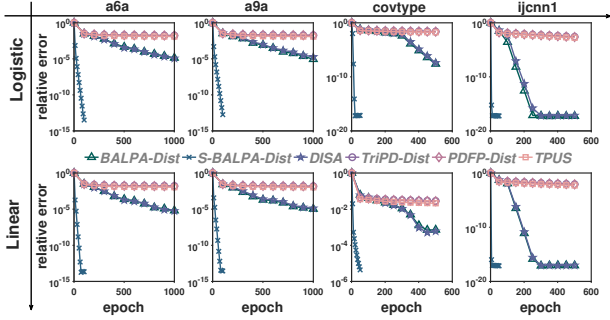 a6a a9a covtype ijcnn1
Logistic
relative error
10^0 10^-5 10^-10 10^-15
0 500 1000
10^0 10^-5 10^-10 10^-15
0 500 1000
10^0 10^-10 10^-20
0 200 400 600
10^0 10^-10 10^-20
0 200 400 600
BALPA-Dist S-BALPA-Dist DISA TriPD-Dist PDFP-Dist TPUS
Linear
relative error
10^0 10^-5 10^-10 10^-15
0 500 1000
10^0 10^-5 10^-10 10^-15
0 500 1000
10^0 10^-2 10^-4 10^-6
0 200 400 600
10^0 10^-10 10^-20
0 200 400 600
epoch epoch epoch epoch